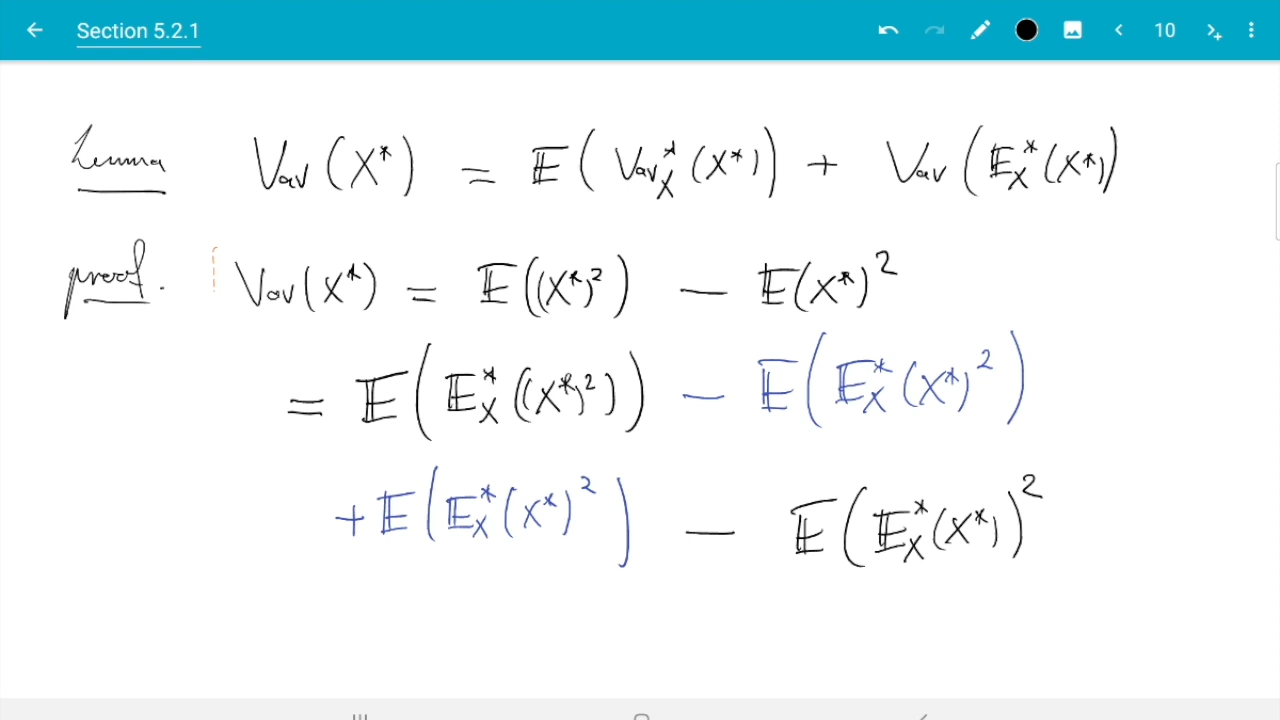 Section 5.2.1 10
Lemma Var(X*) = 𝔼(Var*_X(X*)) + Var(𝔼*_X(X*))
proof. Var(X*) = 𝔼((X*)²) − 𝔼(X*)²
= 𝔼(𝔼*_X((X*)²)) − 𝔼(𝔼*_X(X*)²)
+ 𝔼(𝔼*_X(X*)²) − 𝔼(𝔼*_X(X*))²